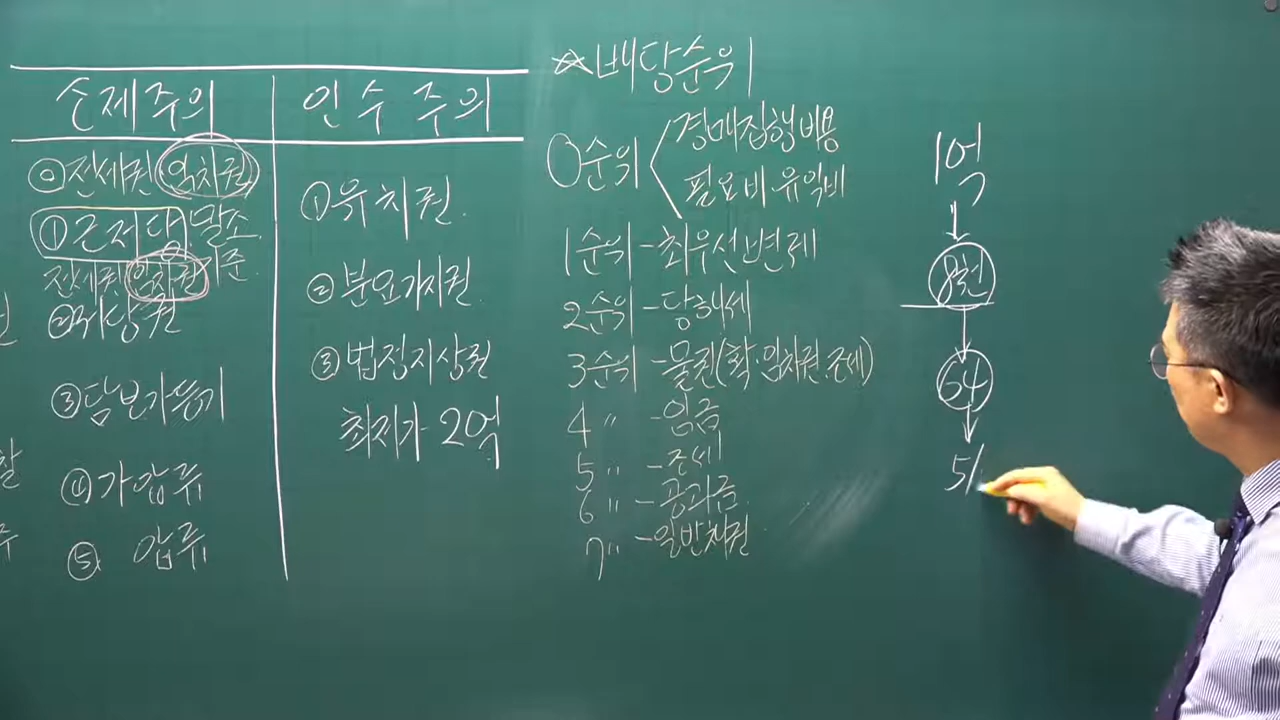 손제주의
인수주의
⓪전세권 임차권
①근저당 말소
전세권 임차권 기준.
②저당권
③담보가등기
④가압류
⑤ 압류
①유치권.
②분묘기지권.
③법정지상권
최저가 2억
☆배당순위
0순위
경매집행비용
필요비·유익비
1순위-최우선변제
2순위-당해세
3순위-물권(확·임차권.조세)
4 〃 -임금
5 〃 -조세
6 〃 -공과금.
7 〃 -일반채권
1억
8천
64
5/